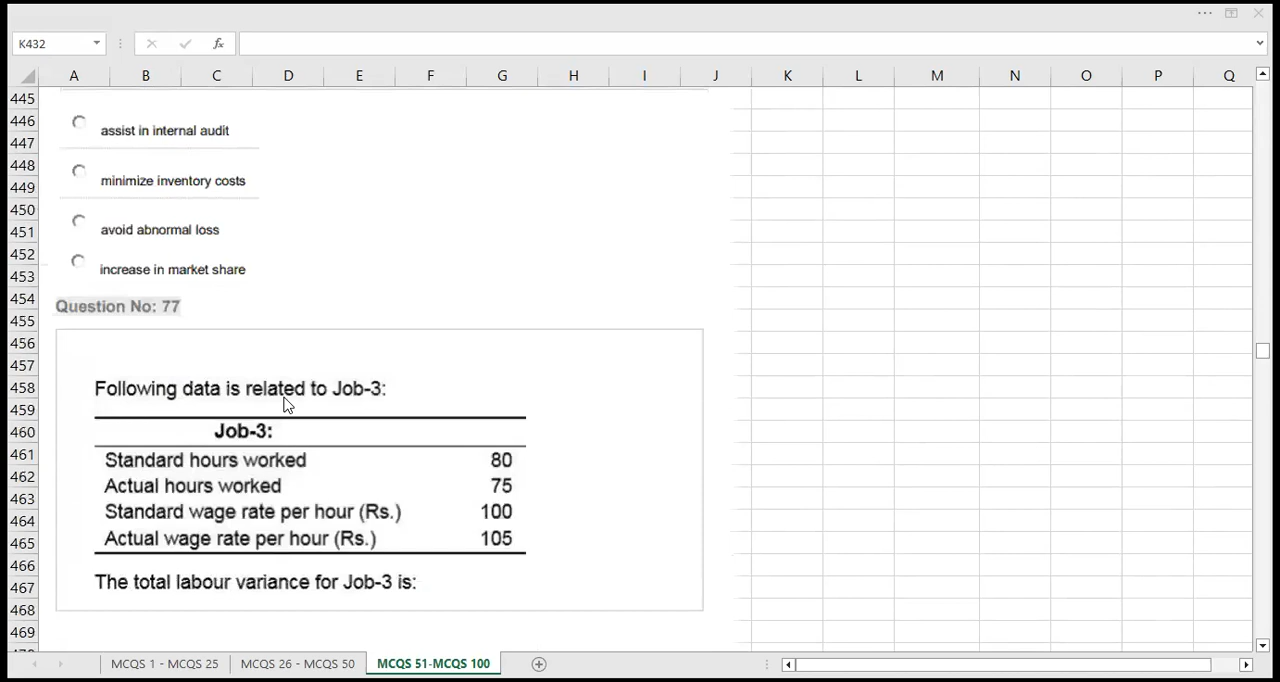 K432
fx
A B C D E F G H I J K L M N O P Q
445
446
assist in internal audit
447
448
minimize inventory costs
449
450
451
avoid abnormal loss
452
453
increase in market share
454
Question No: 77
455
456
457
458
Following data is related to Job-3:
459
460
Job-3:
461
Standard hours worked 80
462
Actual hours worked 75
463
464
Standard wage rate per hour (Rs.) 100
465
Actual wage rate per hour (Rs.) 105
466
467
The total labour variance for Job-3 is:
468
469
MCQS 1 - MCQS 25 MCQS 26 - MCQS 50 MCQS 51-MCQS 100